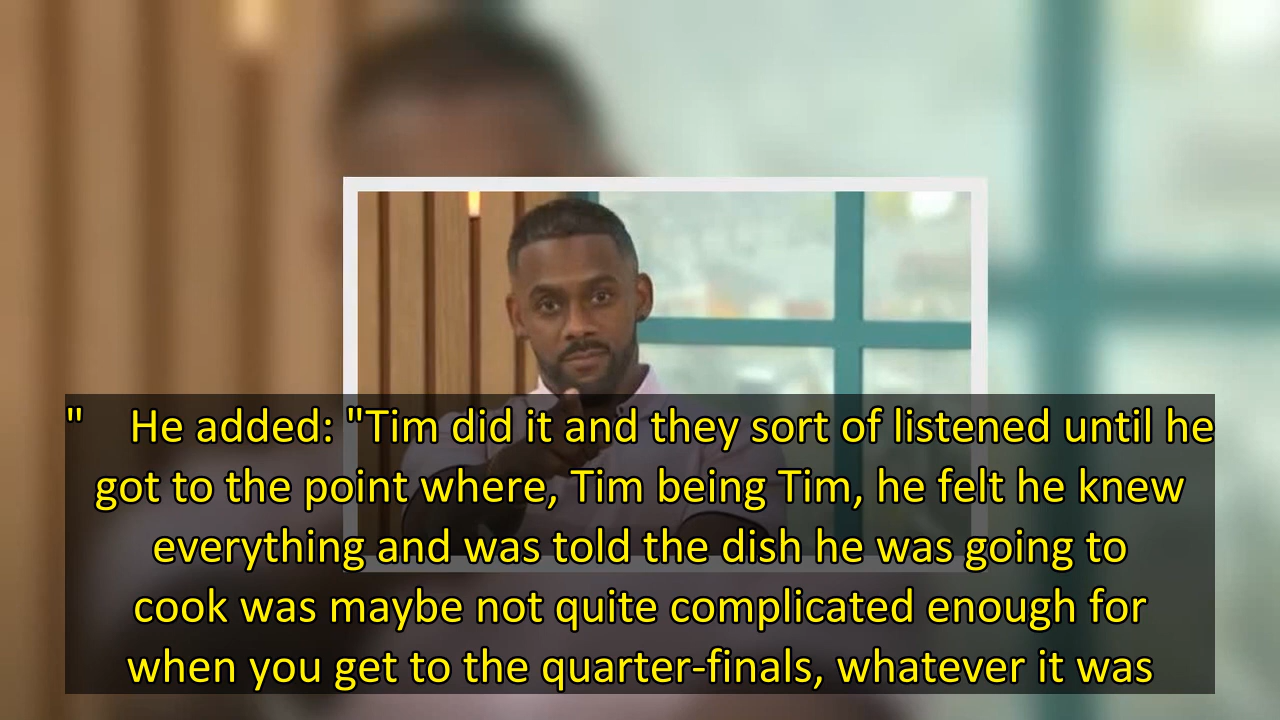 " He added: "Tim did it and they sort of listened until he
got to the point where, Tim being Tim, he felt he knew
everything and was told the dish he was going to
cook was maybe not quite complicated enough for
when you get to the quarter-finals, whatever it was